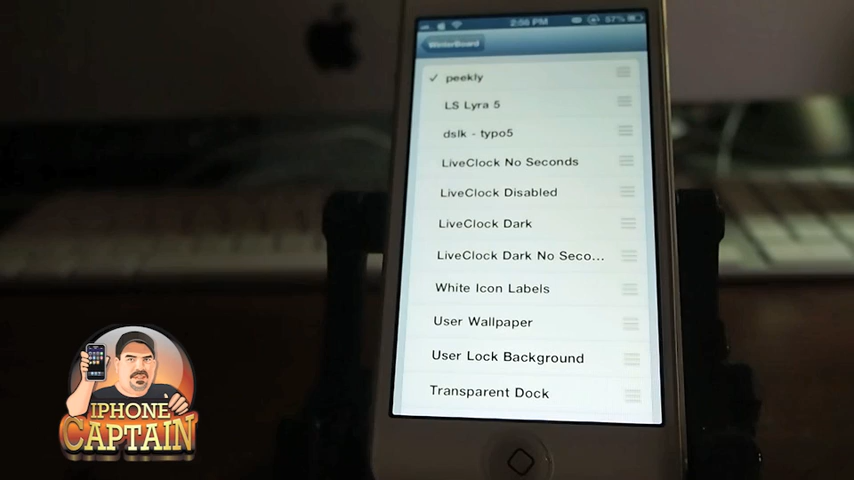 2:56 PM
57%
WinterBoard
✓ peekly
LS Lyra 5
dslk - typo5
LiveClock No Seconds
LiveClock Disabled
LiveClock Dark
LiveClock Dark No Seco...
White Icon Labels
User Wallpaper
User Lock Background
Transparent Dock
IPHONE
CAPTAIN